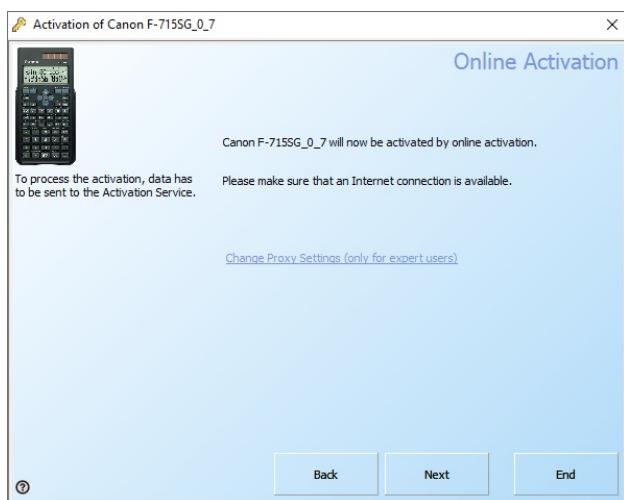 Activation of Canon F-715SG_0_7
Online Activation
Canon F-715SG_0_7 will now be activated by online activation.
To process the activation, data has
to be sent to the Activation Service.
Please make sure that an Internet connection is available.
Change Proxy Settings (only for expert users)
Back
Next
End